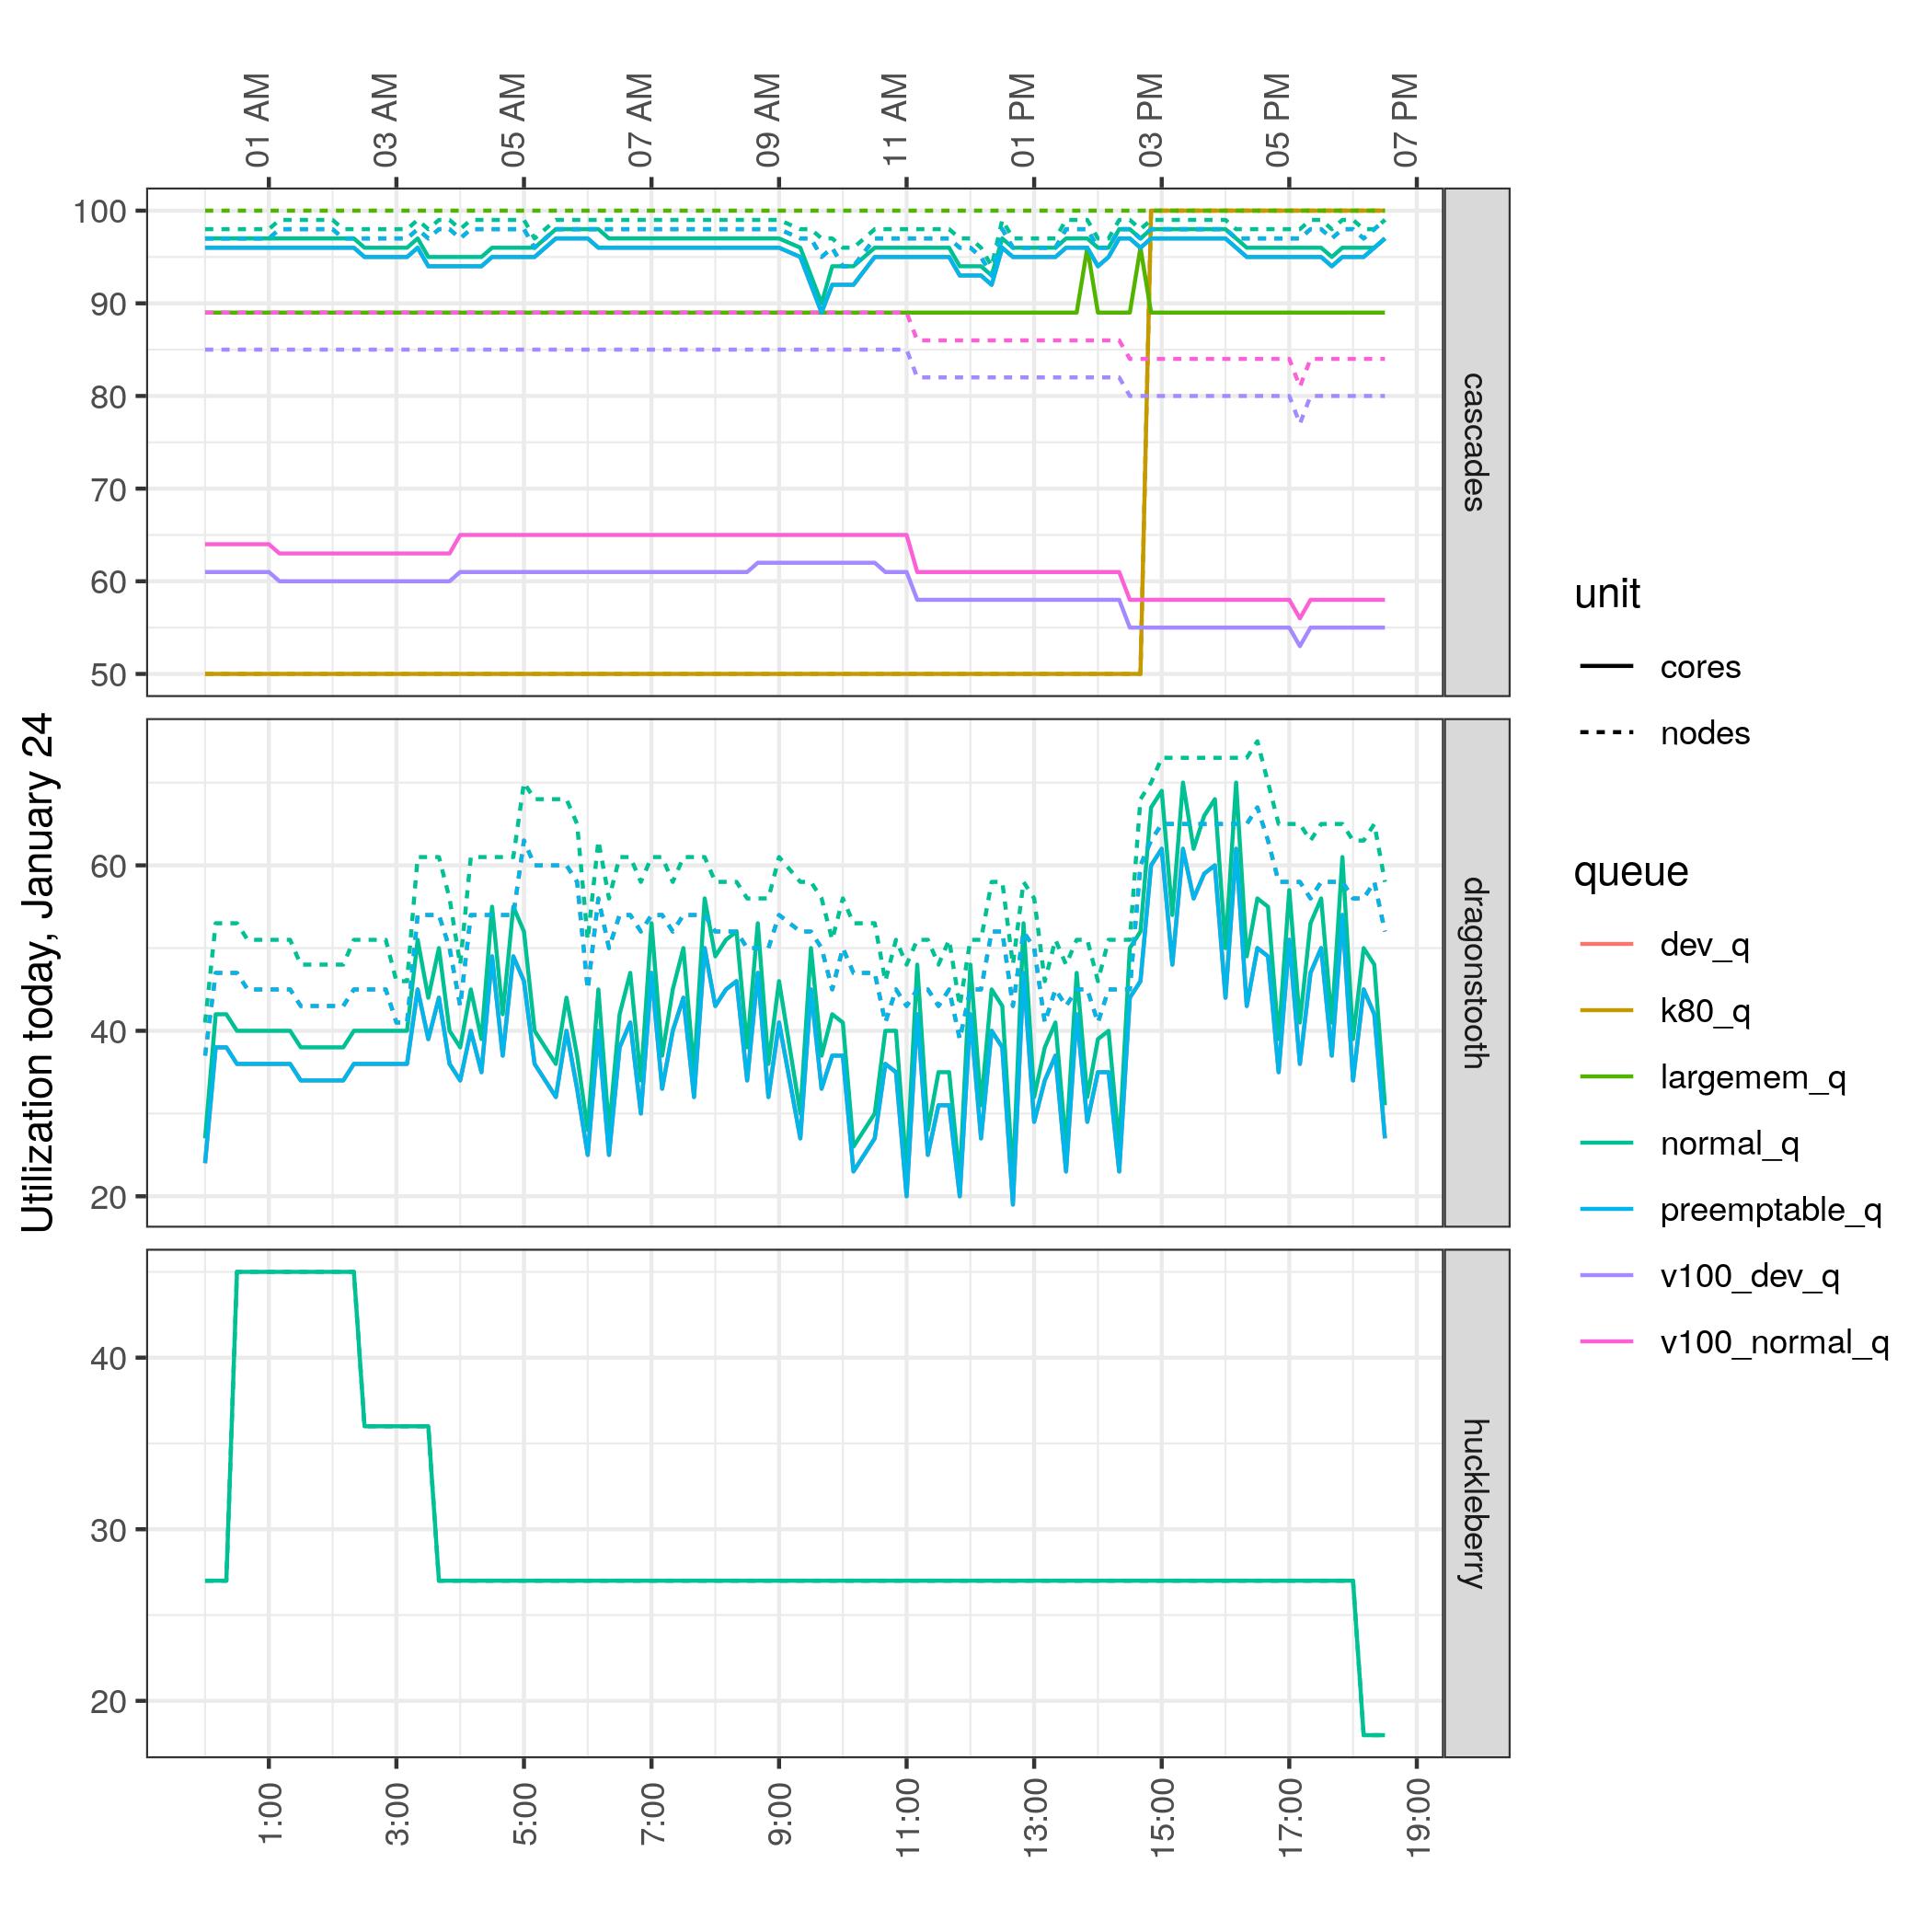 01 AM
03 AM
05 AM
07 AM
09 AM
11 AM
01 PM
03 PM
05 PM
07 PM
Utilization today, January 24
100
90
80
70
60
50
cascades
60
40
20
dragonstooth
40
30
20
huckleberry
1:00
3:00
5:00
7:00
9:00
11:00
13:00
15:00
17:00
19:00
unit
cores
nodes
queue
dev_q
k80_q
largemem_q
normal_q
preemptable_q
v100_dev_q
v100_normal_q